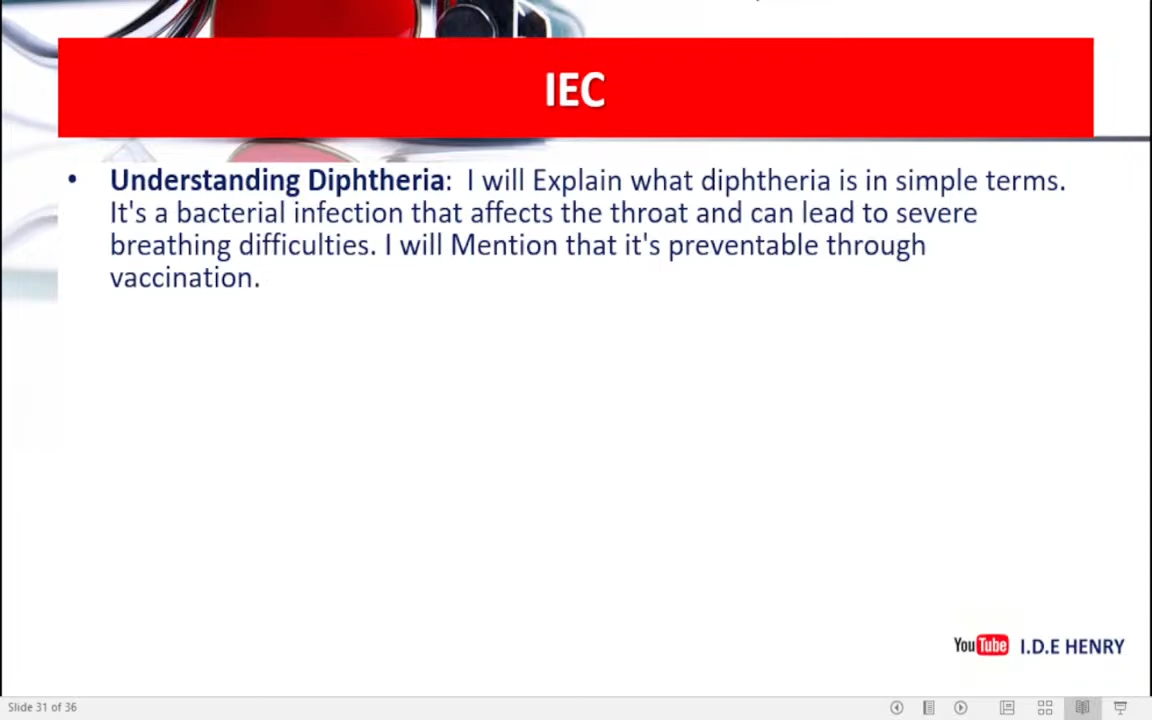 IEC
• Understanding Diphtheria:  I will Explain what diphtheria is in simple terms.
It's a bacterial infection that affects the throat and can lead to severe
breathing difficulties. I will Mention that it's preventable through
vaccination.
YouTube I.D.E HENRY
Slide 31 of 36